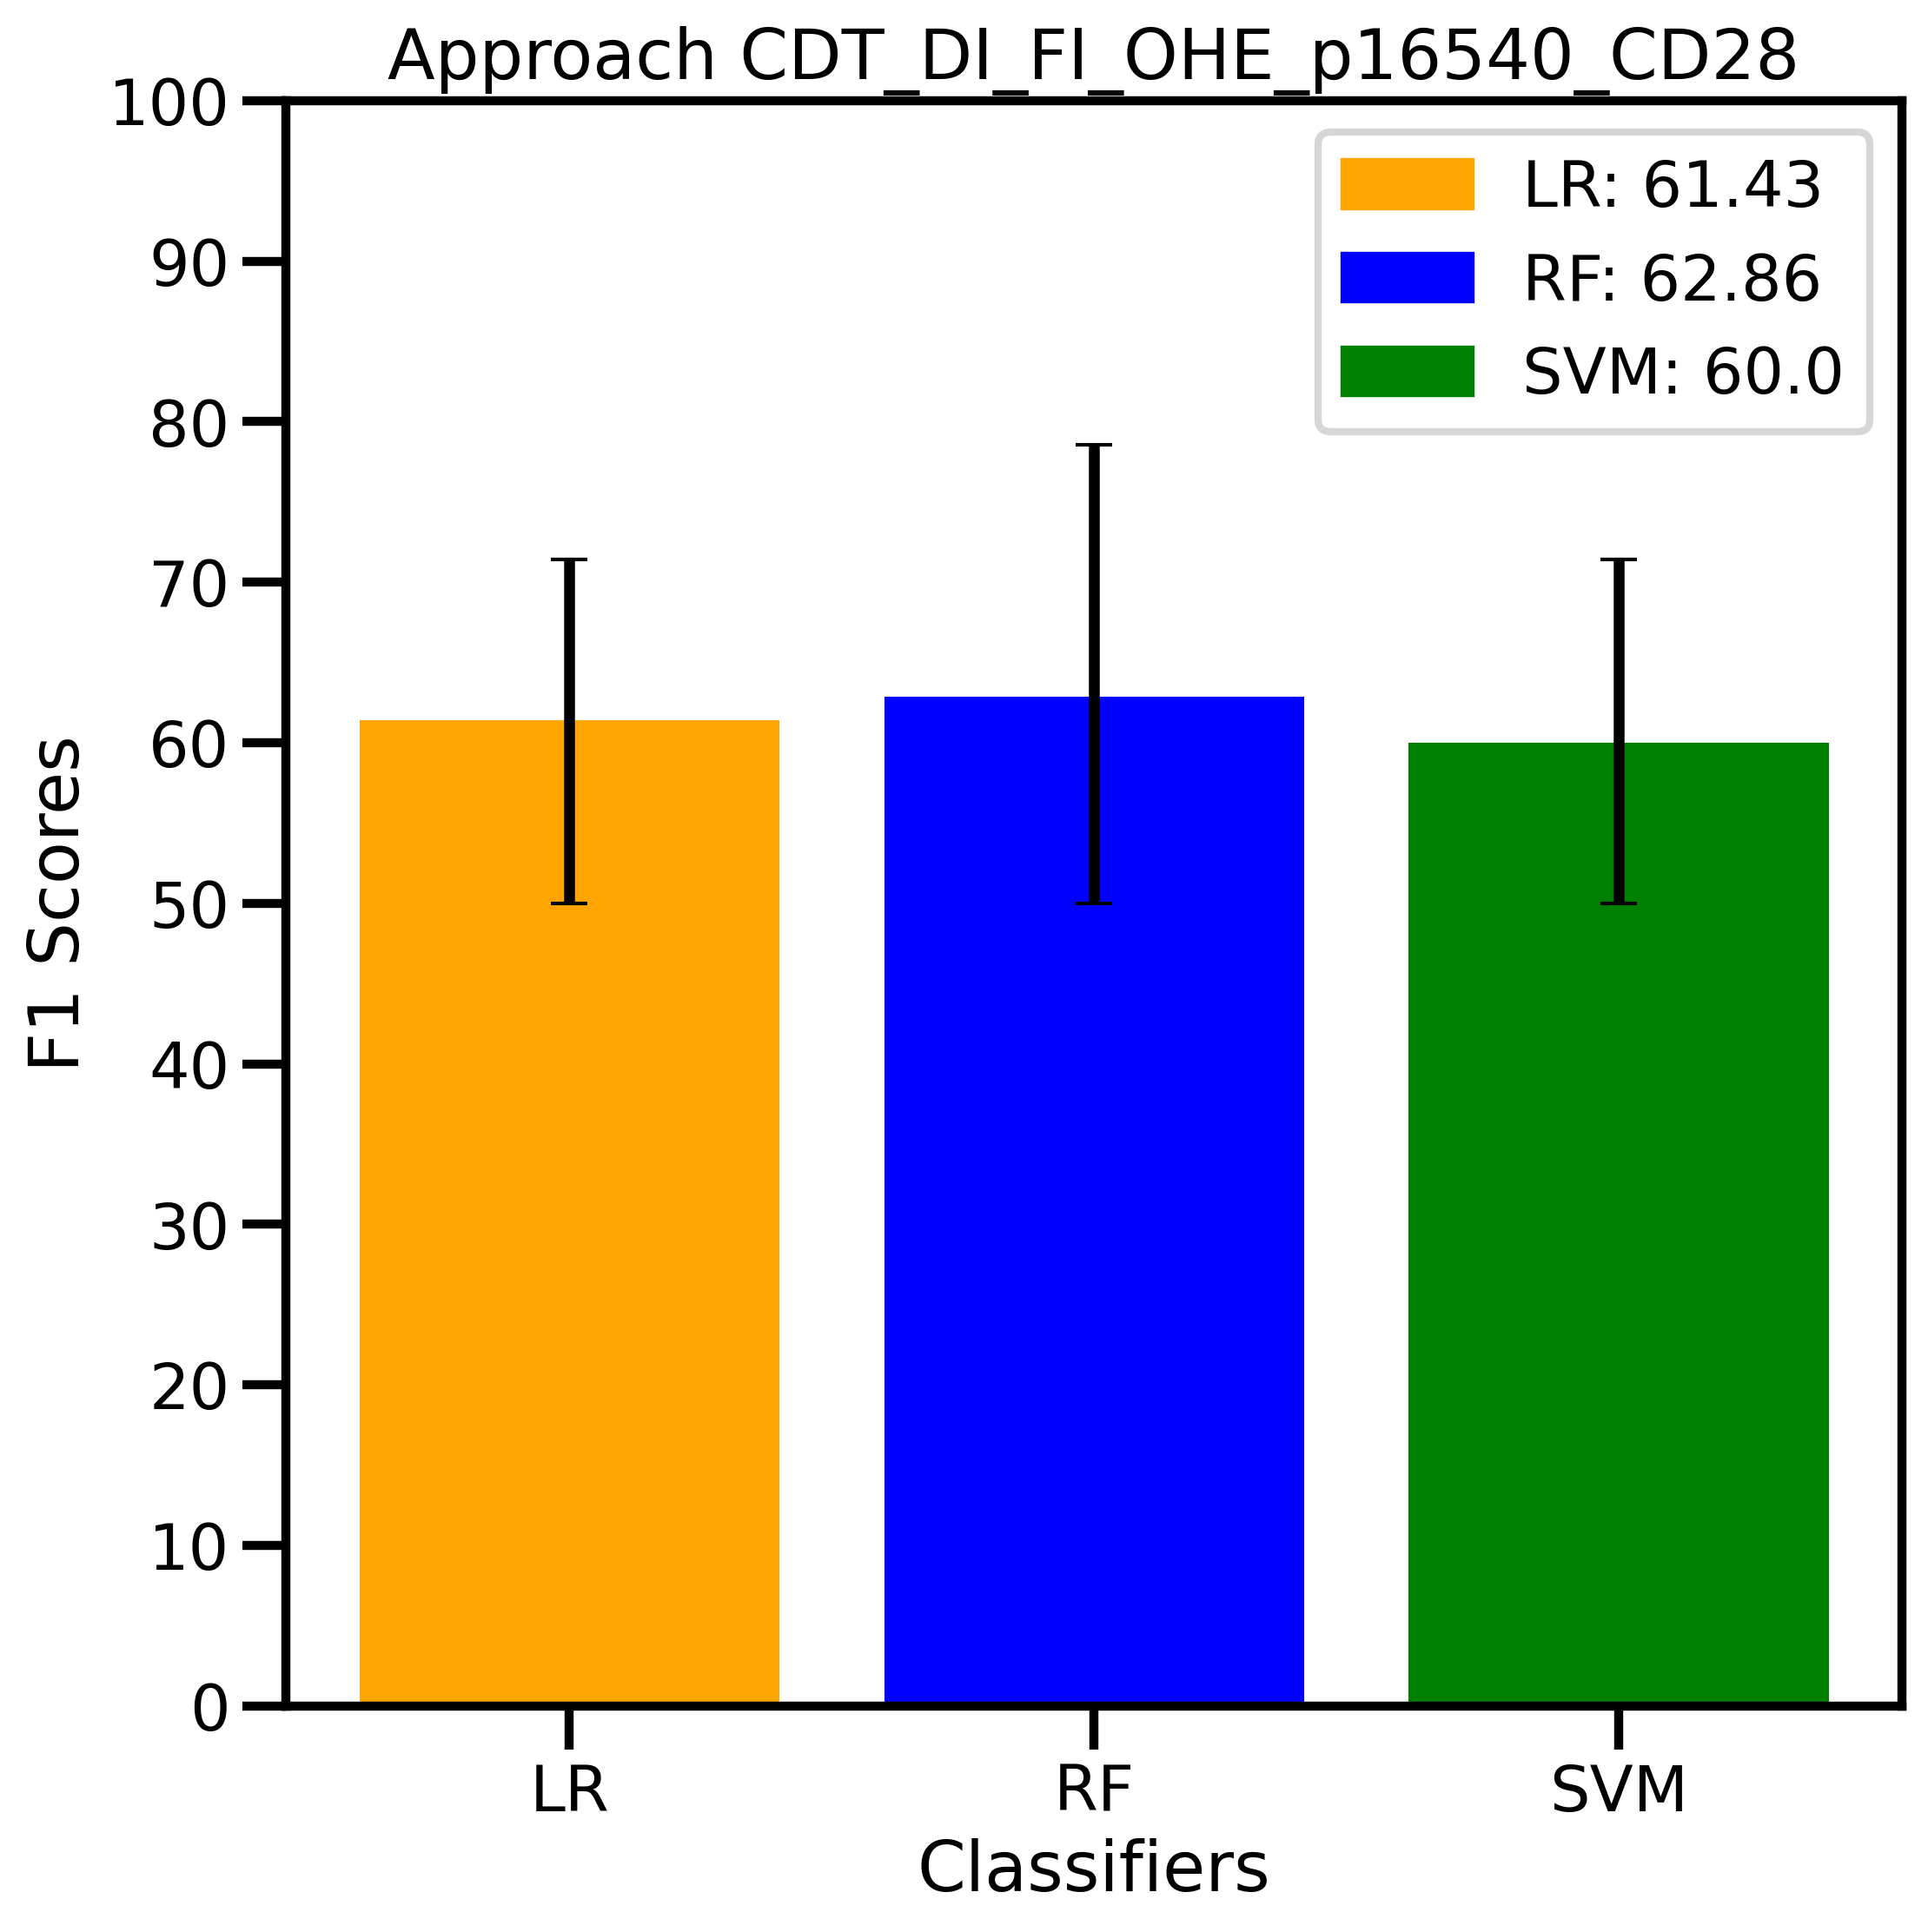 Approach CDT_DI_FI_OHE_p16540_CD28
100
90
80
70
60
50
40
30
20
10
0
F1 Scores
LR: 61.43
RF: 62.86
SVM: 60.0
LR RF SVM
Classifiers